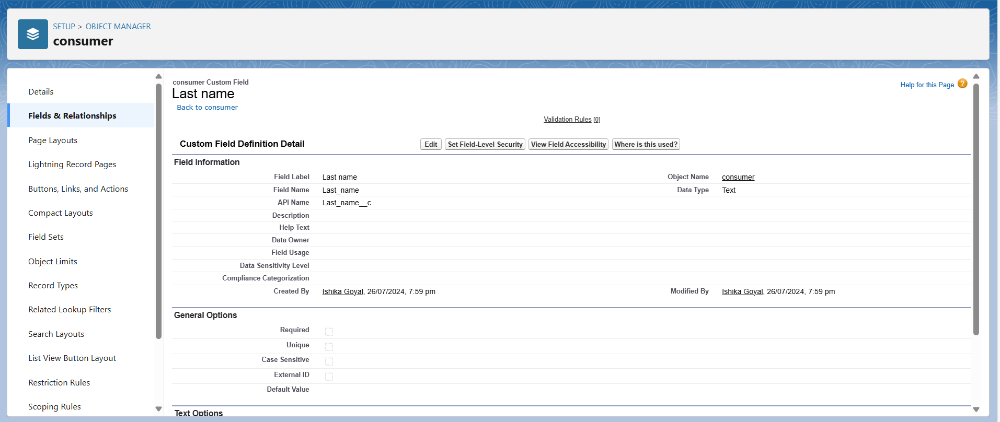 SETUP > OBJECT MANAGER
consumer
Details
Fields & Relationships
Page Layouts
Lightning Record Pages
Buttons, Links, and Actions
Compact Layouts
Field Sets
Object Limits
Record Types
Related Lookup Filters
Search Layouts
List View Button Layout
Restriction Rules
Scoping Rules
consumer Custom Field
Last name
Back to consumer
Help for this Page ?
Validation Rules [0]
Custom Field Definition Detail Edit Set Field-Level Security View Field Accessibility Where is this used?
Field Information
Field Label Last name Object Name consumer
Field Name Last_name Data Type Text
API Name Last_name__c
Description
Help Text
Data Owner
Field Usage
Data Sensitivity Level
Compliance Categorization
Created By Ishika Goyal, 26/07/2024, 7:59 pm Modified By Ishika Goyal, 26/07/2024, 7:59 pm
General Options
Required
Unique
Case Sensitive
External ID
Default Value
Text Options